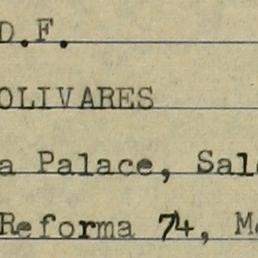 D.F.
OLIVARES
a Palace, Sal
Reforma 74, M